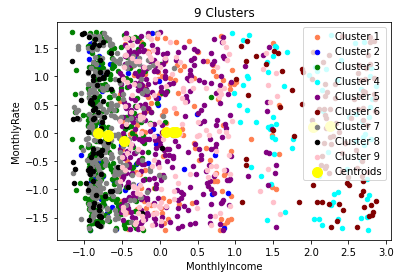 9 Clusters
MonthlyRate
1.5
1.0
0.5
0.0
−0.5
−1.0
−1.5
−1.0
−0.5
0.0
0.5
1.0
1.5
2.0
2.5
3.0
MonthlyIncome
Cluster 1
Cluster 2
Cluster 3
Cluster 4
Cluster 5
Cluster 6
Cluster 7
Cluster 8
Cluster 9
Centroids